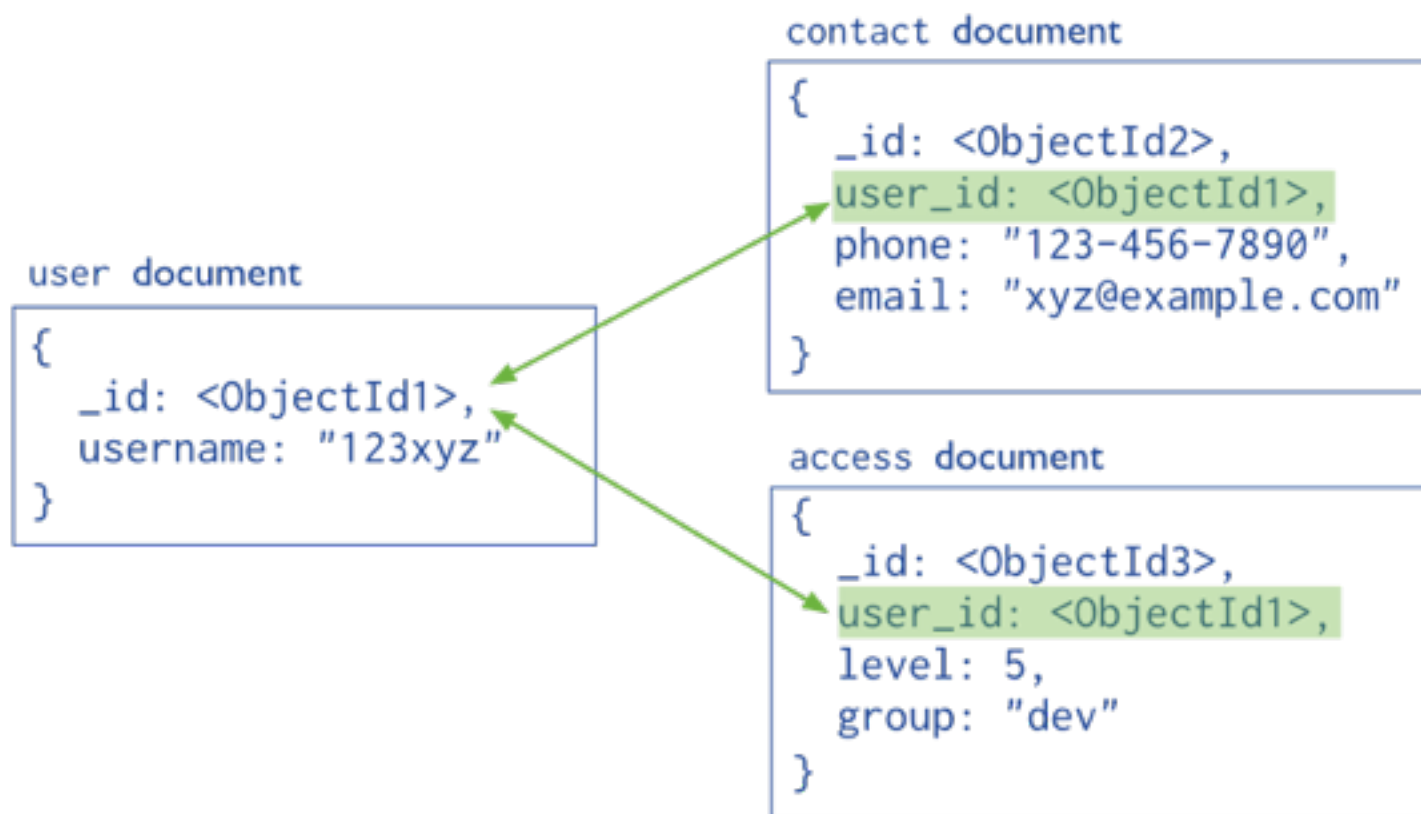 contact document
{
_id: <ObjectId2>,
user_id: <ObjectId1>,
phone: "123-456-7890",
email: "xyz@example.com"
}
user document
{
_id: <ObjectId1>,
username: "123xyz"
}
access document
{
_id: <ObjectId3>,
user_id: <ObjectId1>,
level: 5,
group: "dev"
}